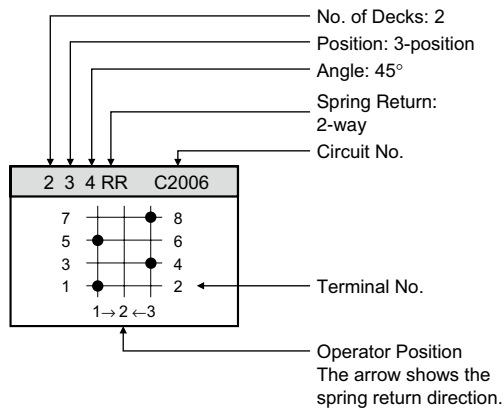 No. of Decks: 2
Position: 3-position
Angle: 45°
Spring Return:
2-way
Circuit No.
2 3 4 RR C2006
7 8
5 6
3 4
1 2
Terminal No.
1→2←3
Operator Position
The arrow shows the
spring return direction.